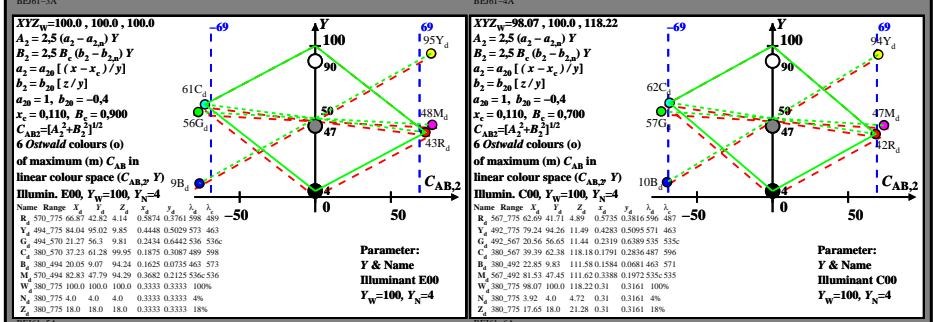 BEJ61-3A
XYZW=100.0 , 100.0 , 100.0
A2 = 2,5 (a2 − a2,n) Y
B2 = 2,5 Bc (b2 − b2,n) Y
a2 = a20 [ (x − xc )/y]
b2 = b20 [ z/y]
a20 = 1, b20 = −0,4
xc = 0,110, Bc = 0,900
CAB2=[A2²+B2²]1/2
6 Ostwald colours (o)
of maximum (m) CAB in
linear colour space (CAB,2, Y)
Illumin. E00, YW=100, YN=4
−69
Y
69
100
95Yd
90
61Cd
50
48Md
56Gd
47
43Rd
9Bd
4
CAB,2
−50
0
50
Name Range Xd Yd Zd xd yd λd λc
Rd 570_775 66.87 42.82 4.14 0.5874 0.3761 598 489
Yd 494_775 84.04 95.02 9.85 0.4448 0.5029 573 463
Gd 494_570 21.27 56.3 9.81 0.2434 0.6442 536 536c
Cd 380_570 37.23 61.28 99.95 0.1875 0.3087 489 598
Bd 380_494 20.05 9.07 94.24 0.1625 0.0735 463 573
Md 570_494 82.83 47.79 94.29 0.3682 0.2125 536c 536
Wd 380_775 100.0 100.0 100.0 0.3333 0.3333 100%
Nd 380_775 4.0 4.0 4.0 0.3333 0.3333 4%
Zd 380_775 18.0 18.0 18.0 0.3333 0.3333 18%
Parameter:
Y & Name
Illuminant E00
YW=100, YN=4
BEJ61-4A
XYZW=98.07, 100.0, 118.22
A2 = 2,5 (a2 − a2,n) Y
B2 = 2,5 Bc (b2 − b2,n) Y
a2 = a20 [ (x − xc )/y]
b2 = b20 [ z/y]
a20 = 1, b20 = −0,4
xc = 0,110, Bc = 0,700
CAB2=[A2²+B2²]1/2
6 Ostwald colours (o)
of maximum (m) CAB in
linear colour space (CAB,2, Y)
Illumin. C00, YW=100, YN=4
−69
Y
69
100
94Yd
90
62Cd
50
47Md
57Gd
47
42Rd
10Bd
4
CAB,2
−50
0
50
Name Range Xd Yd Zd xd yd λd λc
Rd 567_775 62.69 41.71 4.89 0.5735 0.3816 596 487
Yd 492_775 79.24 94.26 11.49 0.4283 0.5095 571 463
Gd 492_567 20.56 56.65 11.44 0.2319 0.6389 535 535c
Cd 380_567 39.39 62.38 118.18 0.1791 0.2836 487 596
Bd 380_492 22.85 9.83 111.58 0.1584 0.0681 463 571
Md 567_492 81.53 47.45 111.62 0.3388 0.1972 535c 535
Wd 380_775 98.07 100.0 118.22 0.31 0.3161 100%
Nd 380_775 3.92 4.0 4.72 0.31 0.3161 4%
Zd 380_775 17.65 18.0 21.28 0.31 0.3161 18%
Parameter:
Y & Name
Illuminant C00
YW=100, YN=4